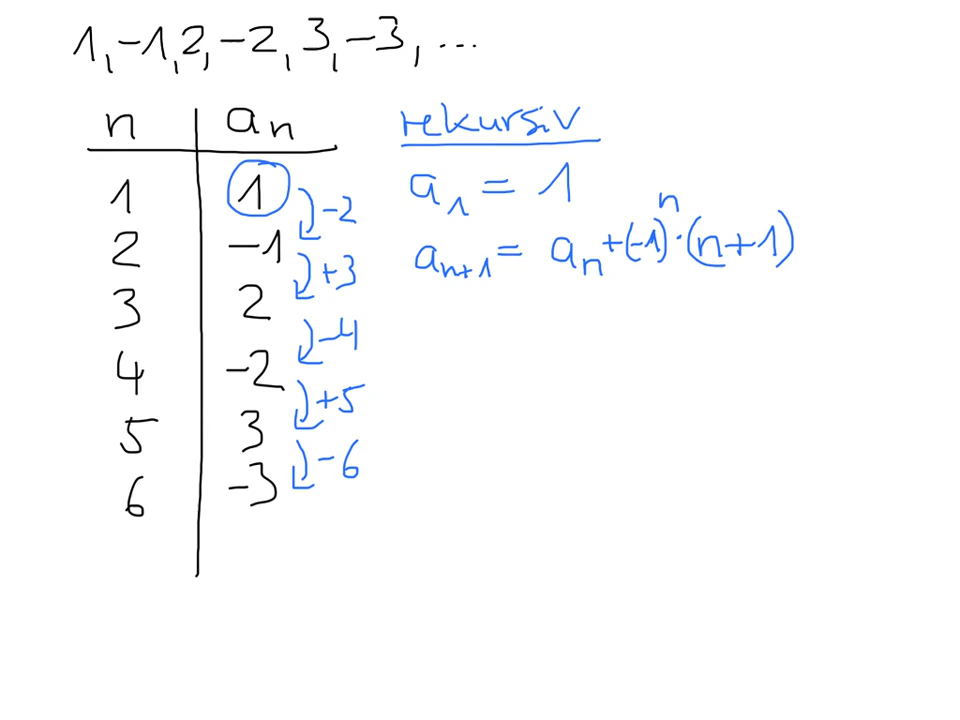 1, -1, 2, -2, 3, -3, ...
n aₙ rekursiv
1 1 -2 a₁ = 1
2 -1 +3 aₙ₊₁ = aₙ + (-1)ⁿ · (n+1)
3 2 -4
4 -2 +5
5 3 -6
6 -3